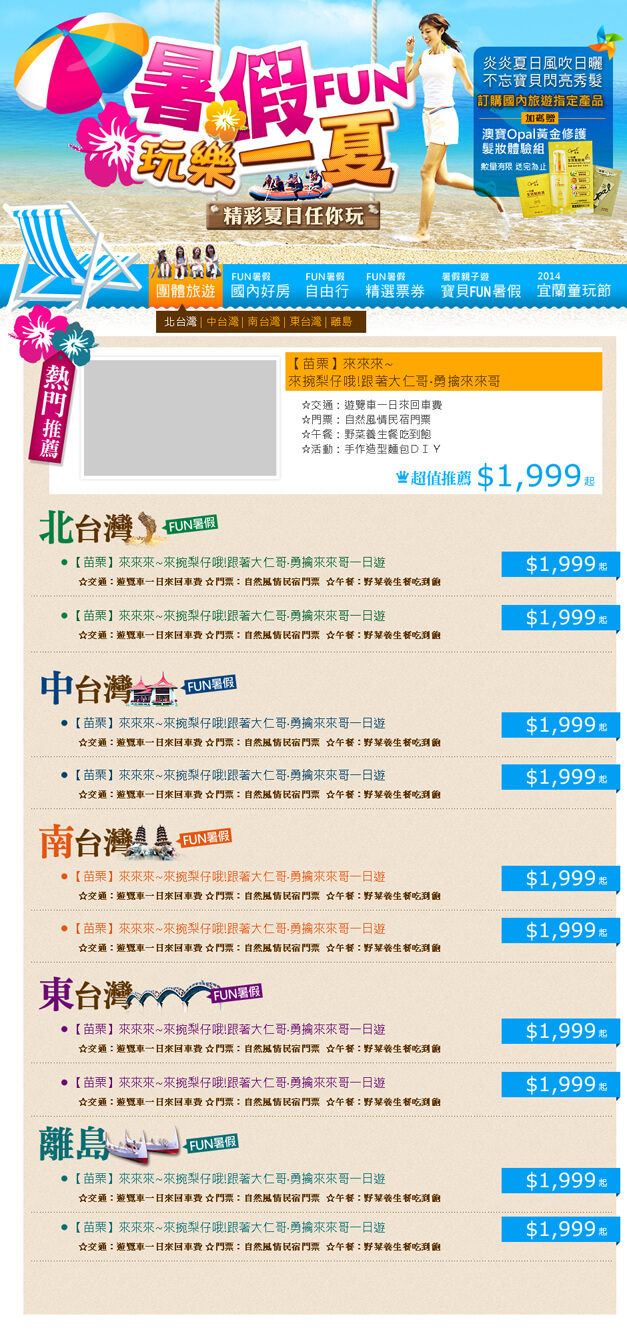 暑假FUN
玩樂一夏
精彩夏日任你玩
炎炎夏日風吹日曬
不忘寶貝閃亮秀髮
訂購國內旅遊指定產品
加碼贈
澳寶Opal黃金修護
髮妝體驗組
數量有限 送完為止
團體旅遊
FUN暑假
國內好房
FUN暑假
自由行
FUN暑假
精選票券
暑假親子遊
寶貝FUN暑假
2014
宜蘭童玩節
北台灣 | 中台灣 | 南台灣 | 東台灣 | 離島
熱門推薦
【苗栗】來來來~
來挽梨仔哦!跟著大仁哥‧勇擒來來哥
☆交通：遊覽車一日來回車費
☆門票：自然風情民宿門票
☆午餐：野菜養生餐吃到飽
☆活動：手作造型麵包ＤＩＹ
超值推薦 $1,999起
北台灣 FUN暑假
●【苗栗】來來來~來挽梨仔哦!跟著大仁哥‧勇擒來來哥一日遊 $1,999起
☆交通：遊覽車一日來回車費 ☆門票：自然風情民宿門票 ☆午餐：野菜養生餐吃到飽
●【苗栗】來來來~來挽梨仔哦!跟著大仁哥‧勇擒來來哥一日遊 $1,999起
☆交通：遊覽車一日來回車費 ☆門票：自然風情民宿門票 ☆午餐：野菜養生餐吃到飽
中台灣 FUN暑假
●【苗栗】來來來~來挽梨仔哦!跟著大仁哥‧勇擒來來哥一日遊 $1,999起
☆交通：遊覽車一日來回車費 ☆門票：自然風情民宿門票 ☆午餐：野菜養生餐吃到飽
●【苗栗】來來來~來挽梨仔哦!跟著大仁哥‧勇擒來來哥一日遊 $1,999起
☆交通：遊覽車一日來回車費 ☆門票：自然風情民宿門票 ☆午餐：野菜養生餐吃到飽
南台灣 FUN暑假
●【苗栗】來來來~來挽梨仔哦!跟著大仁哥‧勇擒來來哥一日遊 $1,999起
☆交通：遊覽車一日來回車費 ☆門票：自然風情民宿門票 ☆午餐：野菜養生餐吃到飽
●【苗栗】來來來~來挽梨仔哦!跟著大仁哥‧勇擒來來哥一日遊 $1,999起
☆交通：遊覽車一日來回車費 ☆門票：自然風情民宿門票 ☆午餐：野菜養生餐吃到飽
東台灣 FUN暑假
●【苗栗】來來來~來挽梨仔哦!跟著大仁哥‧勇擒來來哥一日遊 $1,999起
☆交通：遊覽車一日來回車費 ☆門票：自然風情民宿門票 ☆午餐：野菜養生餐吃到飽
●【苗栗】來來來~來挽梨仔哦!跟著大仁哥‧勇擒來來哥一日遊 $1,999起
☆交通：遊覽車一日來回車費 ☆門票：自然風情民宿門票 ☆午餐：野菜養生餐吃到飽
離島 FUN暑假
●【苗栗】來來來~來挽梨仔哦!跟著大仁哥‧勇擒來來哥一日遊 $1,999起
☆交通：遊覽車一日來回車費 ☆門票：自然風情民宿門票 ☆午餐：野菜養生餐吃到飽
●【苗栗】來來來~來挽梨仔哦!跟著大仁哥‧勇擒來來哥一日遊 $1,999起
☆交通：遊覽車一日來回車費 ☆門票：自然風情民宿門票 ☆午餐：野菜養生餐吃到飽